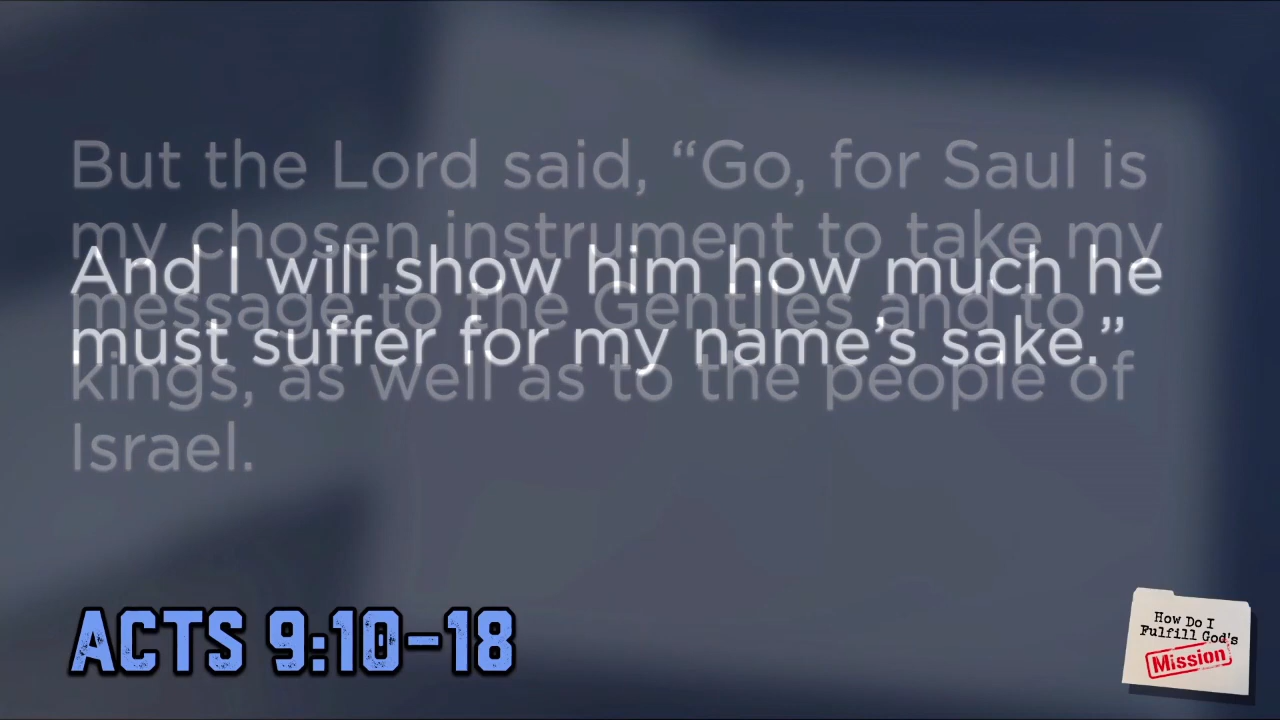 But the Lord said, “Go, for Saul is
my chosen instrument to take my
message to the Gentiles and to
kings, as well as to the people of
Israel.
And I will show him how much he
must suffer for my name’s sake.”
ACTS 9:10-18
How Do I
Fulfill God's
Mission